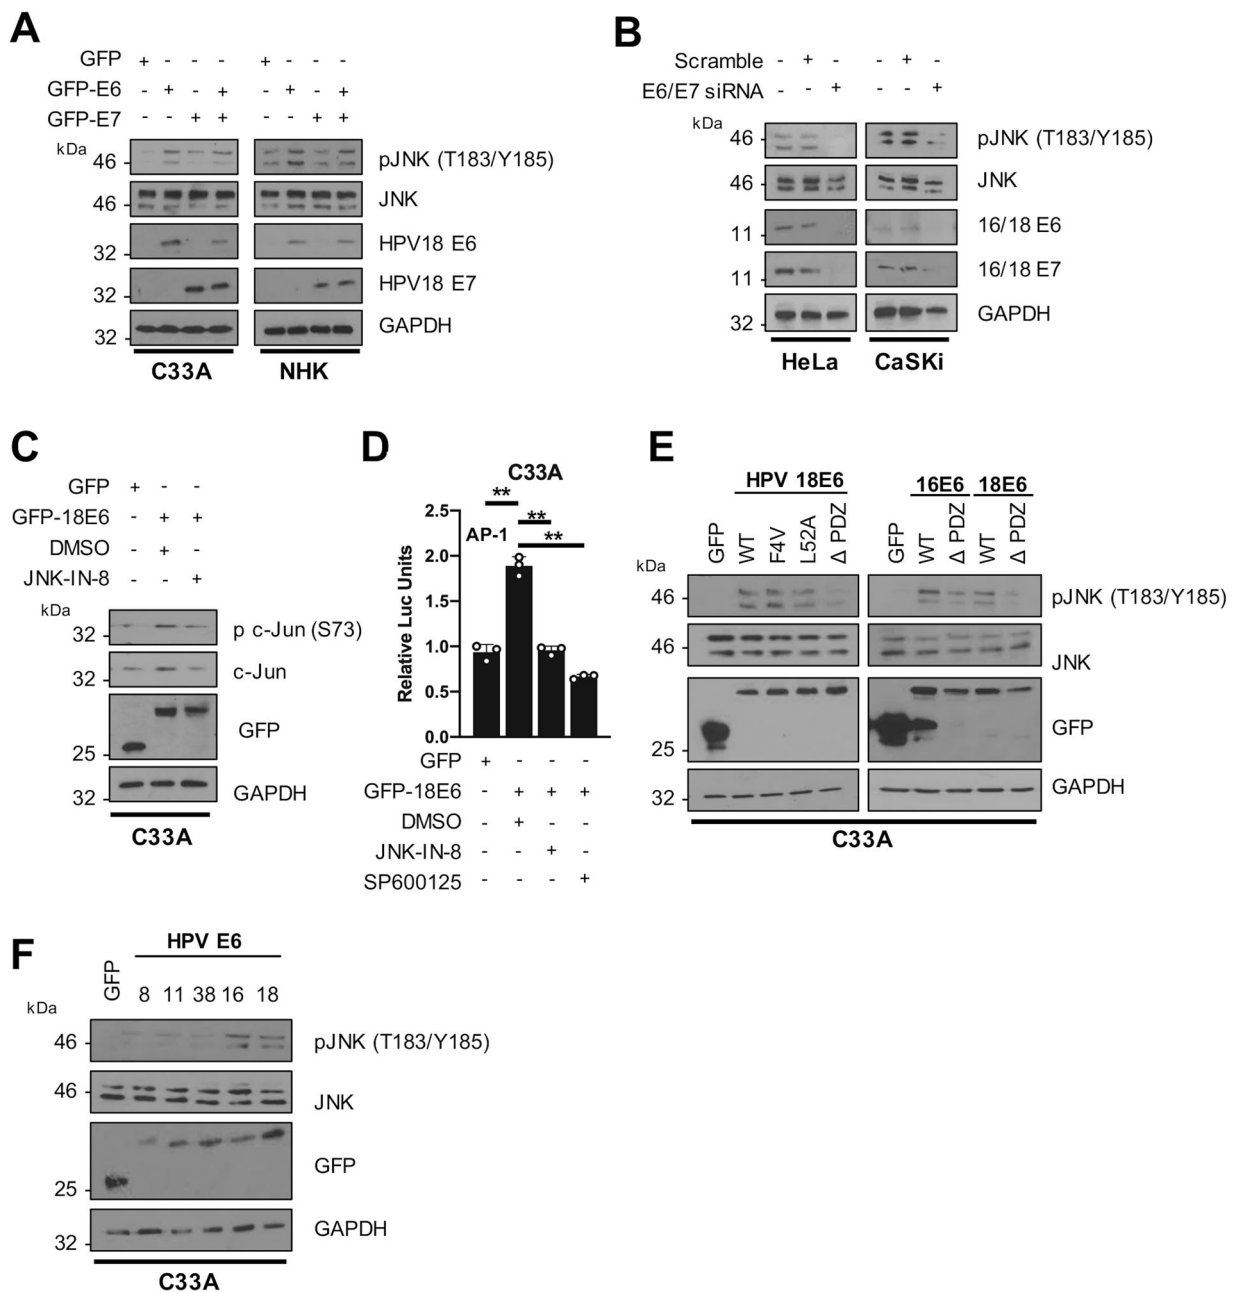 A
GFP + - - - + - - -
GFP-E6 - + - + - + - +
GFP-E7 - - + + - - + +
kDa
46 pJNK (T183/Y185)
46 JNK
32 HPV18 E6
32 HPV18 E7
32 GAPDH
C33A NHK
B
Scramble - + - - + -
E6/E7 siRNA - - + - - +
kDa
46 pJNK (T183/Y185)
46 JNK
11 16/18 E6
11 16/18 E7
32 GAPDH
HeLa CaSKi
C
GFP + - -
GFP-18E6 - + +
DMSO - + -
JNK-IN-8 - - +
kDa
32 p c-Jun (S73)
32 c-Jun
GFP
25
32 GAPDH
C33A
D
C33A
**
**
**
AP-1
Relative Luc Units
2.5
2.0
1.5
1.0
0.5
0.0
GFP + - - -
GFP-18E6 - + + +
DMSO - + - -
JNK-IN-8 - - + -
SP600125 - - - +
E
HPV 18E6 16E6 18E6
GFP WT F4V L52A Δ PDZ GFP WT Δ PDZ WT Δ PDZ
kDa
46 pJNK (T183/Y185)
46 JNK
GFP
25
32 GAPDH
C33A
F
HPV E6
GFP 8 11 38 16 18
kDa
46 pJNK (T183/Y185)
46 JNK
GFP
25
GAPDH
32
C33A